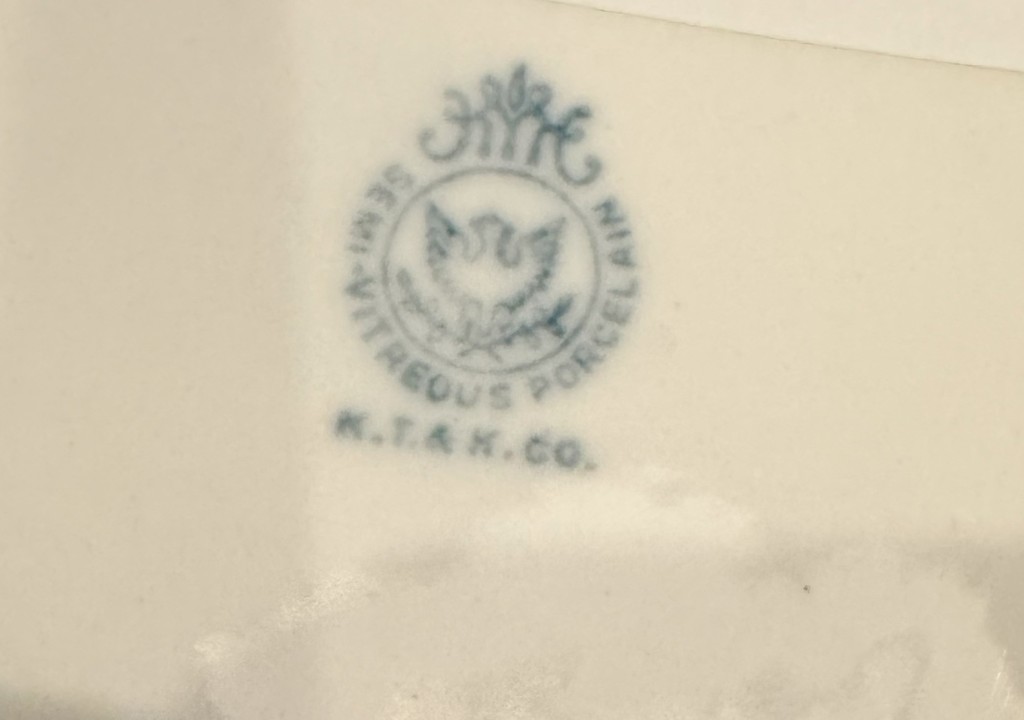 SEMI-VITREOUS PORCELAIN
K.T.& K.CO.